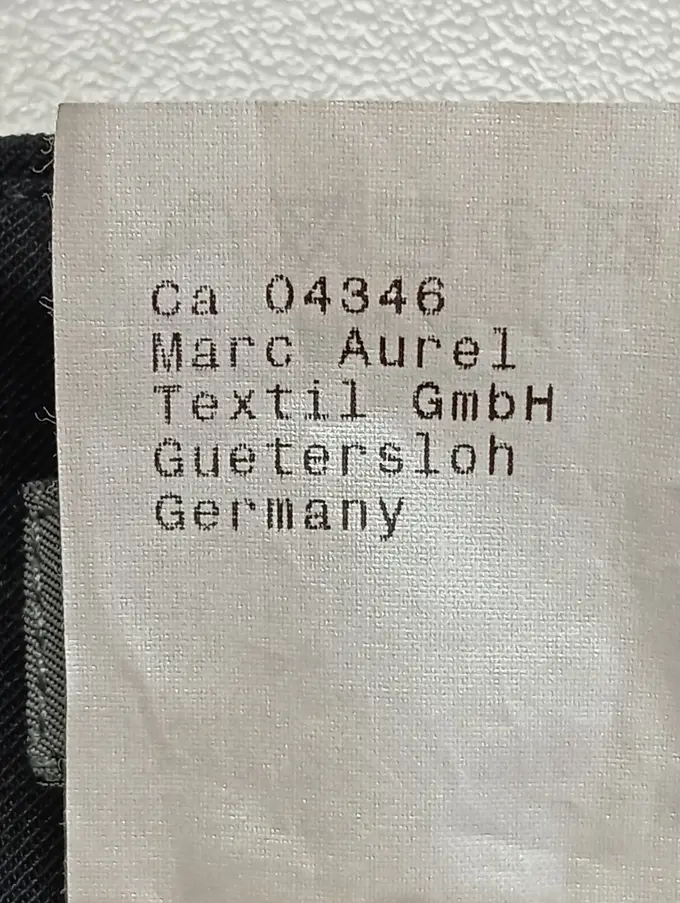 Ca 04346
Marc Aurel
Textil GmbH
Guetersloh
Germany